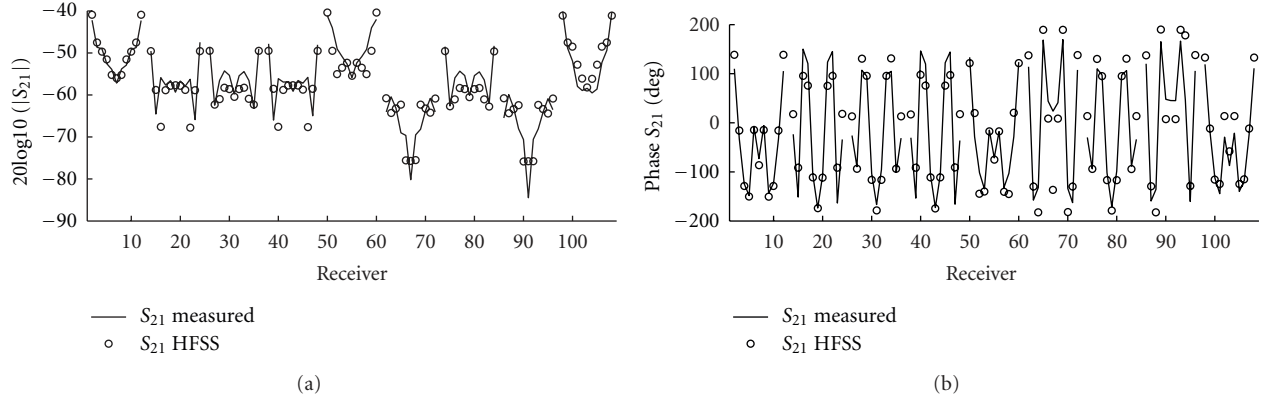 −40
−50
−60
−70
−80
−90
20log10 (|S21|)
10 20 30 40 50 60 70 80 90 100
Receiver
S21 measured
S21 HFSS
(a)
200
100
0
−100
−200
Phase S21 (deg)
10 20 30 40 50 60 70 80 90 100
Receiver
S21 measured
S21 HFSS
(b)